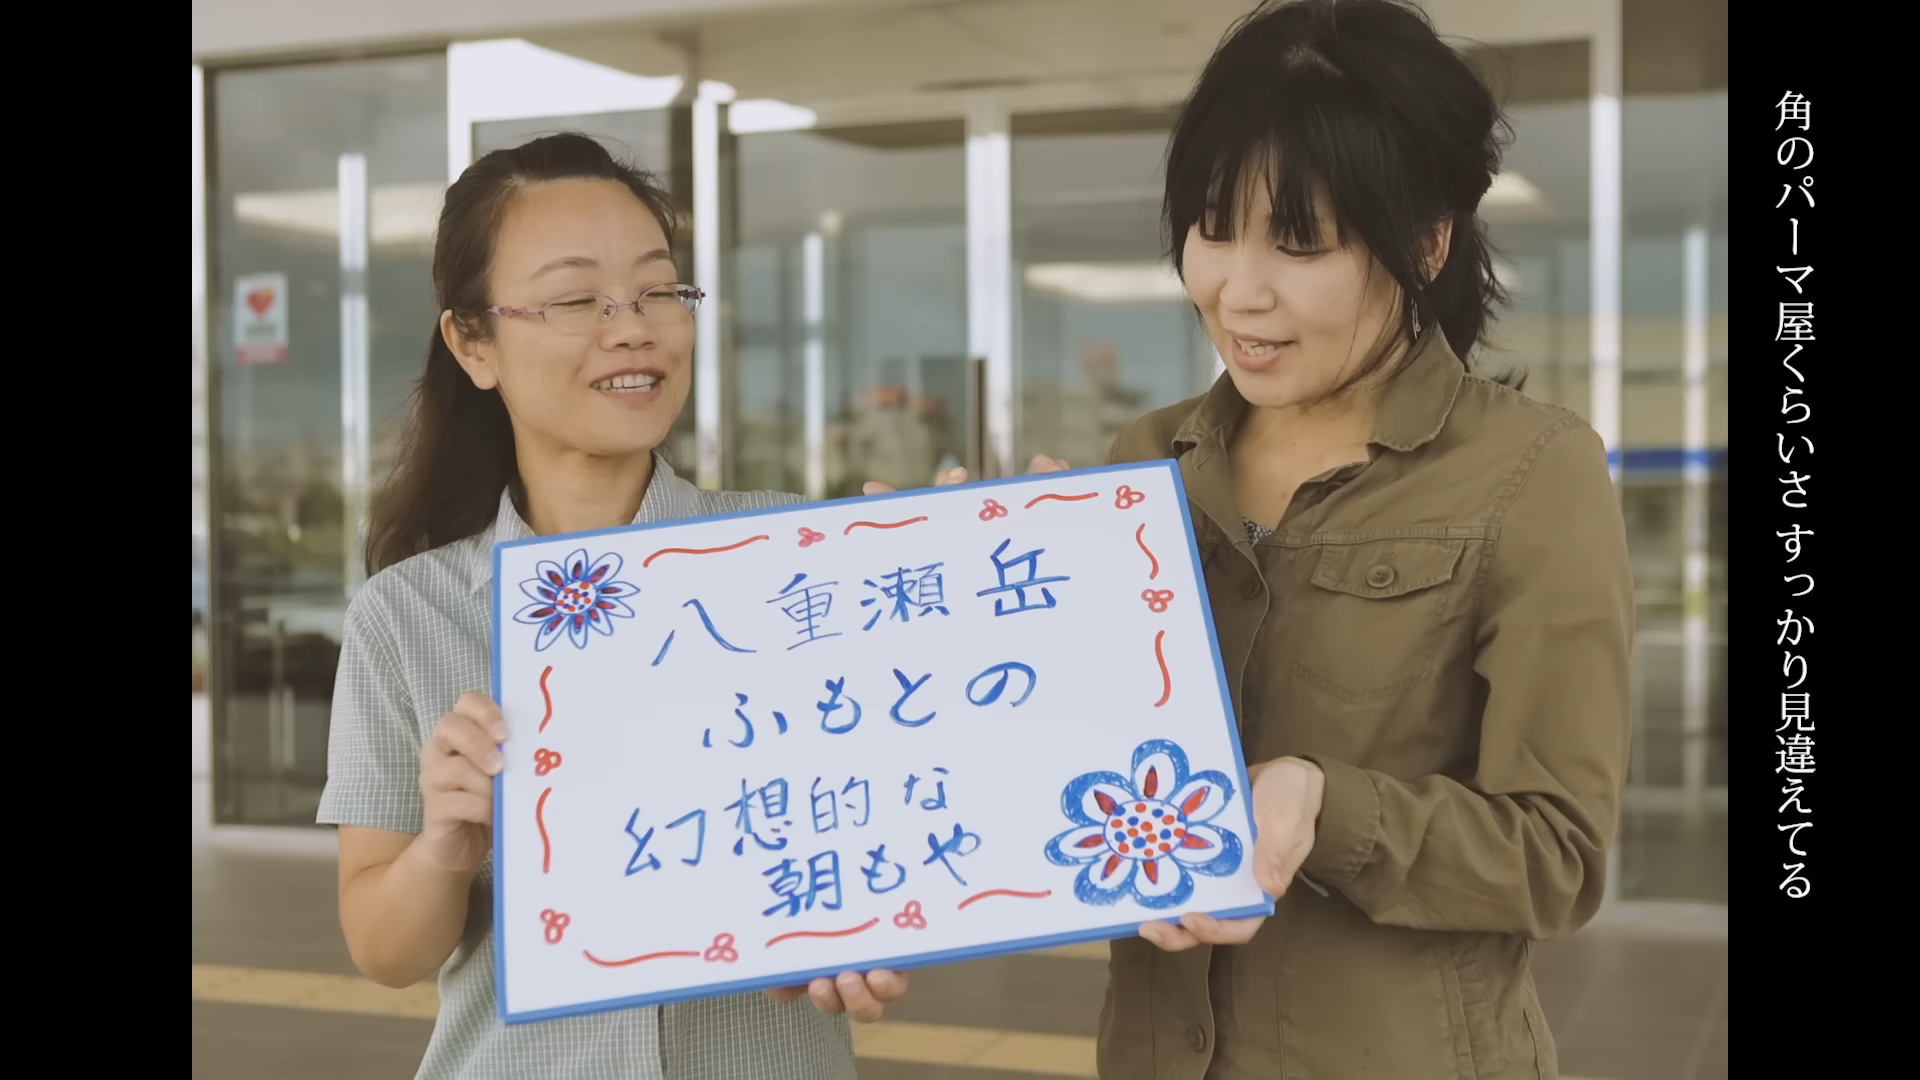 角のパーマ屋くらいさ すっかり見違えてる
八重瀬岳
ふもとの
幻想的な
朝もや